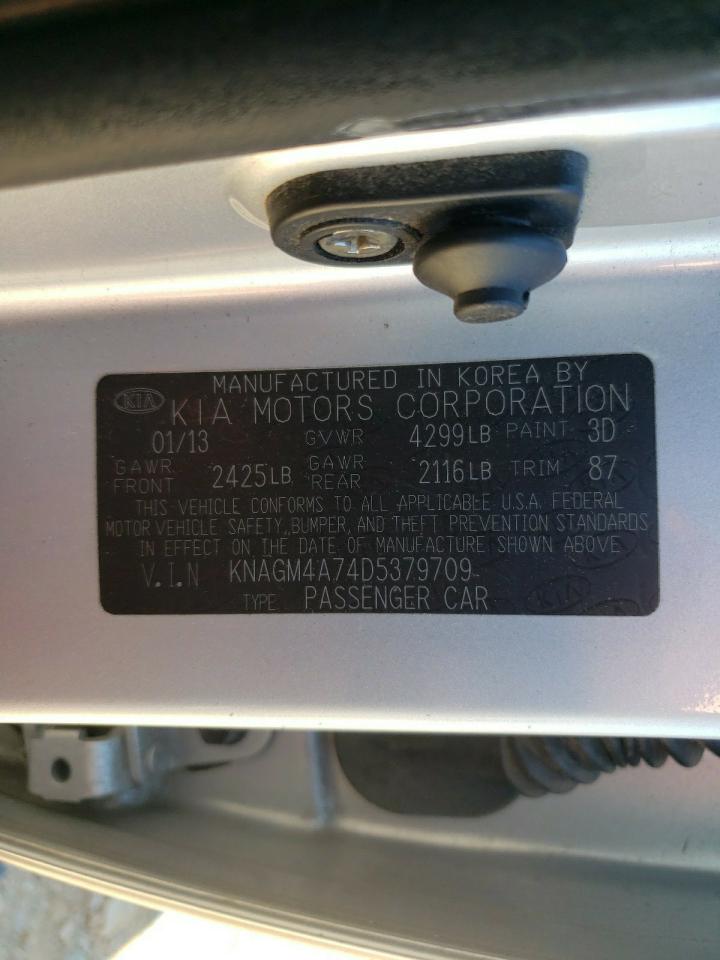 MANUFACTURED IN KOREA BY
KIA KIA MOTORS CORPORATION
01/13 GVWR 4299LB PAINT 3D
GAWR FRONT 2425LB GAWR REAR 2116LB TRIM 87
THIS VEHICLE CONFORMS TO ALL APPLICABLE U.S.A. FEDERAL
MOTOR VEHICLE SAFETY, BUMPER, AND THEFT PREVENTION STANDARDS
IN EFFECT ON THE DATE OF MANUFACTURE SHOWN ABOVE
V.I.N KNAGM4A74D5379709
TYPE PASSENGER CAR